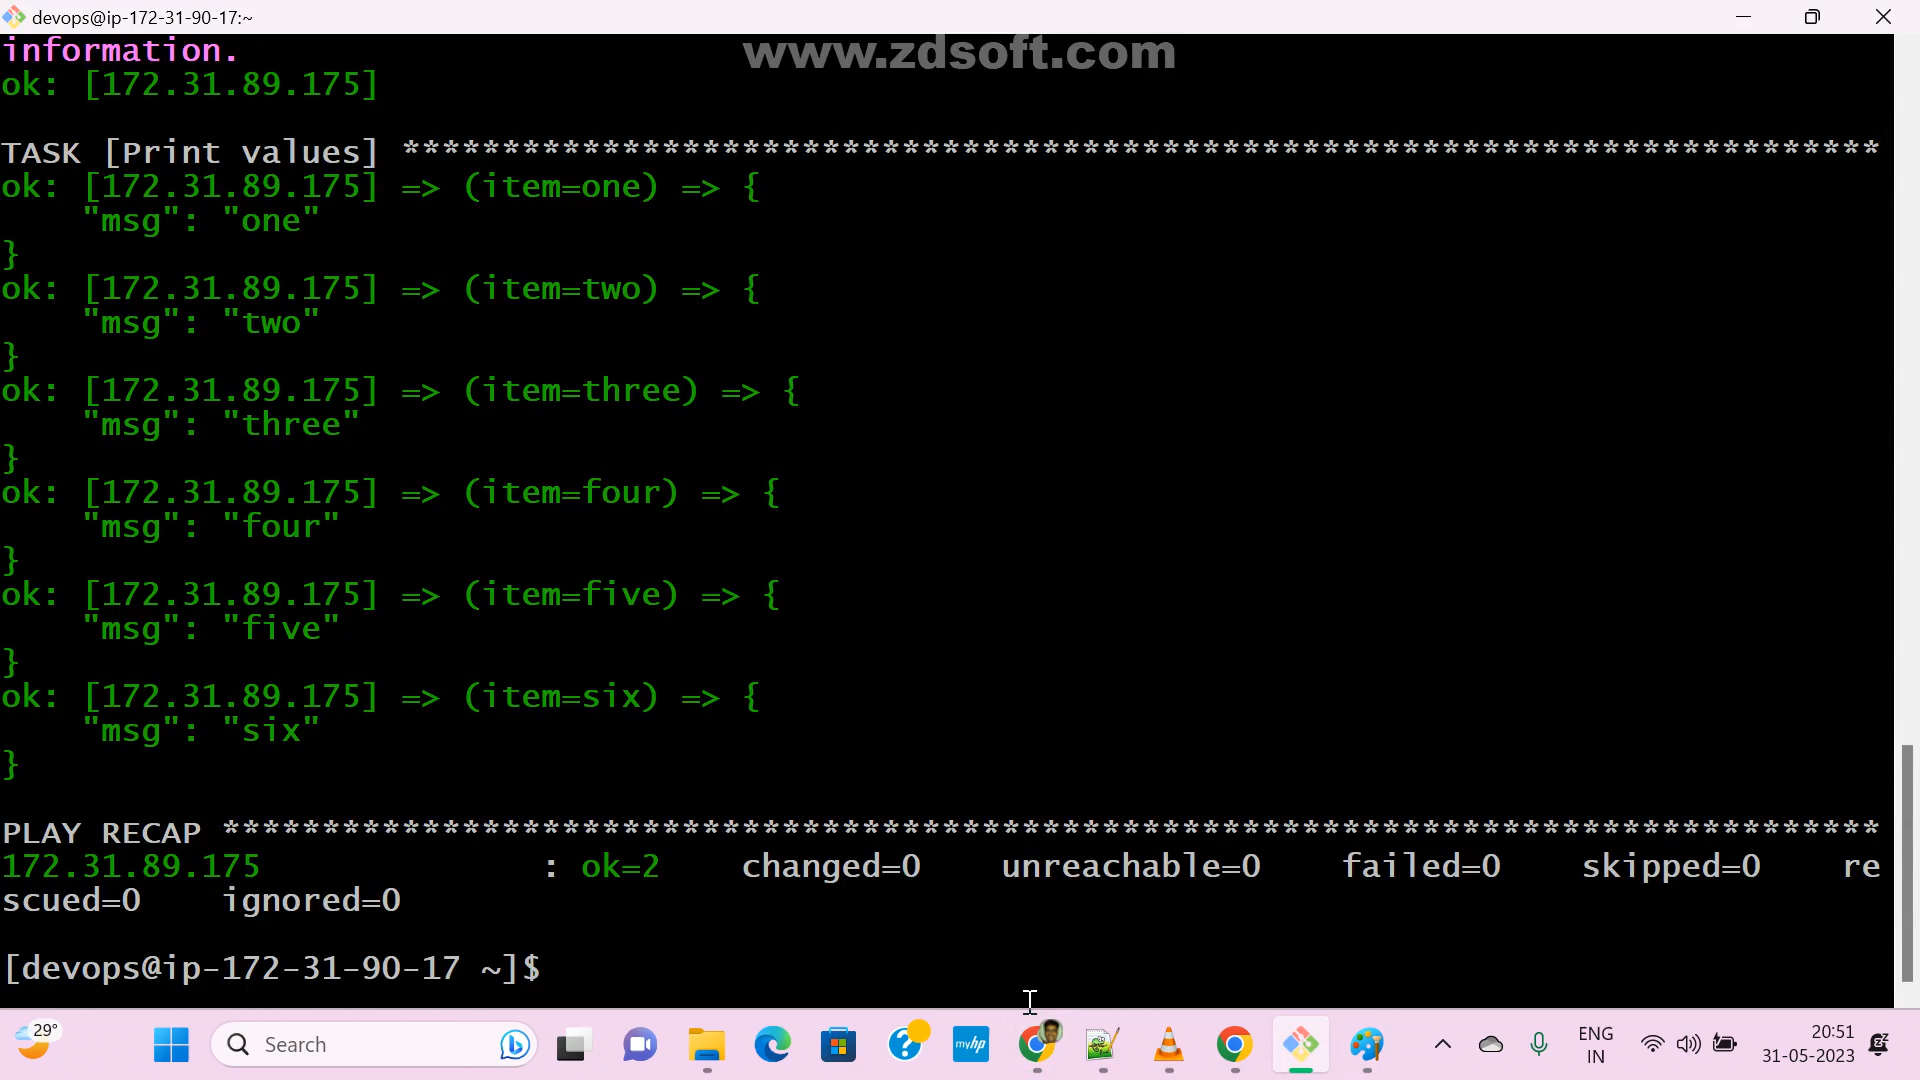 devops@ip-172-31-90-17:~
information.
www.zdsoft.com
ok: [172.31.89.175]
TASK [Print values] **************************************************************************
ok: [172.31.89.175] => (item=one) => {
"msg": "one"
}
ok: [172.31.89.175] => (item=two) => {
"msg": "two"
}
ok: [172.31.89.175] => (item=three) => {
"msg": "three"
}
ok: [172.31.89.175] => (item=four) => {
"msg": "four"
}
ok: [172.31.89.175] => (item=five) => {
"msg": "five"
}
ok: [172.31.89.175] => (item=six) => {
"msg": "six"
}
PLAY RECAP ***********************************************************************************
172.31.89.175 : ok=2 changed=0 unreachable=0 failed=0 skipped=0 re
scued=0 ignored=0
[devops@ip-172-31-90-17 ~]$
29°
Search
myhp
ENG
IN
20:51
31-05-2023